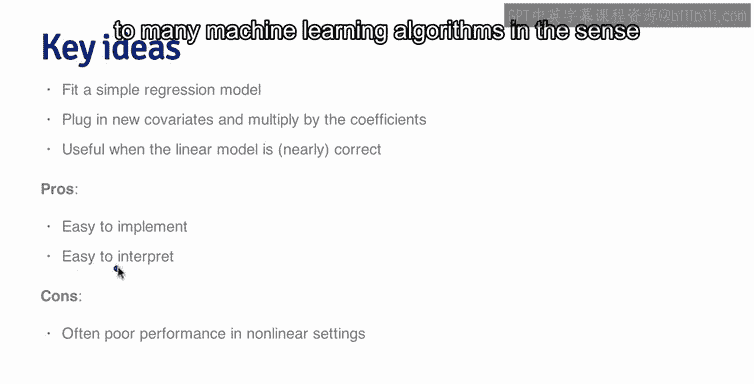 to many machine learning algorithms in the sense
Key ideas
· Fit a simple regression model
· Plug in new covariates and multiply by the coefficients
· Useful when the linear model is (nearly) correct
Pros:
· Easy to implement
· Easy to interpret
Cons:
· Often poor performance in nonlinear settings